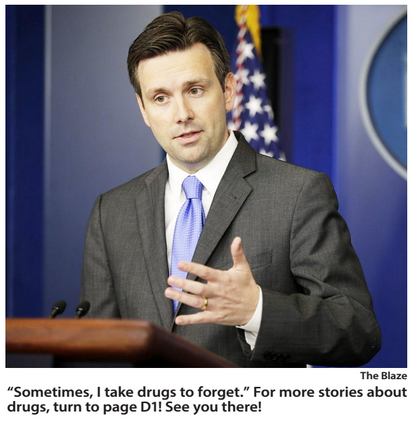 The Blaze
“Sometimes, I take drugs to forget.” For more stories about
drugs, turn to page D1! See you there!